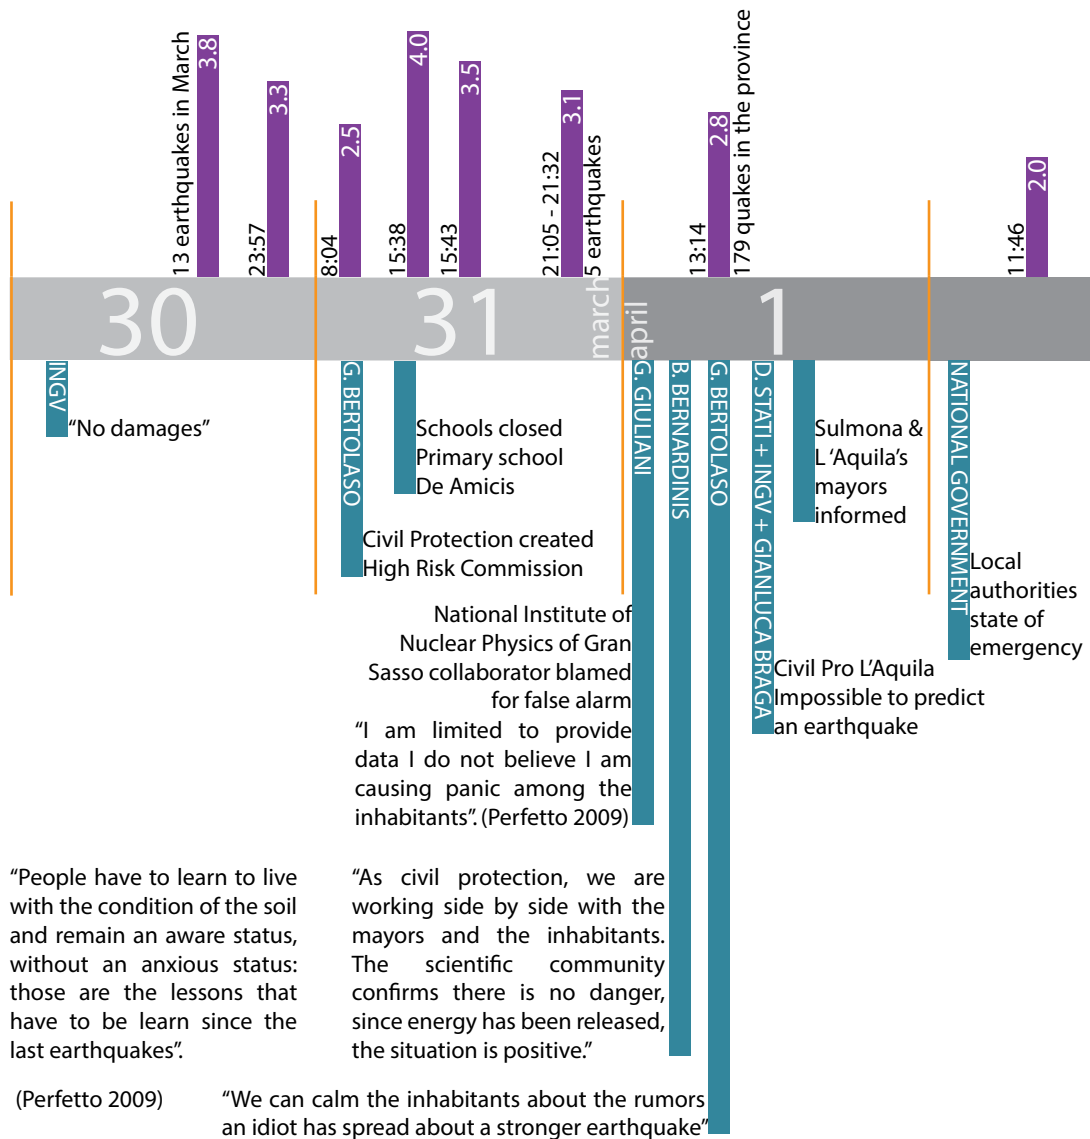 13 earthquakes in March
3.8
23:57
3.3
8:04
2.5
15:38
4.0
15:43
3.5
21:05 - 21:32
3.1
5 earthquakes
13:14
2.8
179 quakes in the province
11:46
2.0
30
31
march
april
1
INGV
“No damages”
G. BERTOLASO
Civil Protection created
High Risk Commission
Schools closed
Primary school
De Amicis
G. GIULIANI
National Institute of
Nuclear Physics of Gran
Sasso collaborator blamed
for false alarm
“I am limited to provide
data I do not believe I am
causing panic among the
inhabitants”. (Perfetto 2009)
B. BERNARDINIS
“As civil protection, we are
working side by side with the
mayors and the inhabitants.
The scientific community
confirms there is no danger,
since energy has been released,
the situation is positive.”
G. BERTOLASO
“We can calm the inhabitants about the rumors
an idiot has spread about a stronger earthquake”
D. STATI + INGV + GIANLUCA BRAGA
Civil Pro L’Aquila
Impossible to predict
an earthquake
Sulmona &
L ‘Aquila’s
mayors
informed
NATIONAL GOVERNMENT
Local
authorities
state of
emergency
“People have to learn to live
with the condition of the soil
and remain an aware status,
without an anxious status:
those are the lessons that
have to be learn since the
last earthquakes”.
(Perfetto 2009)